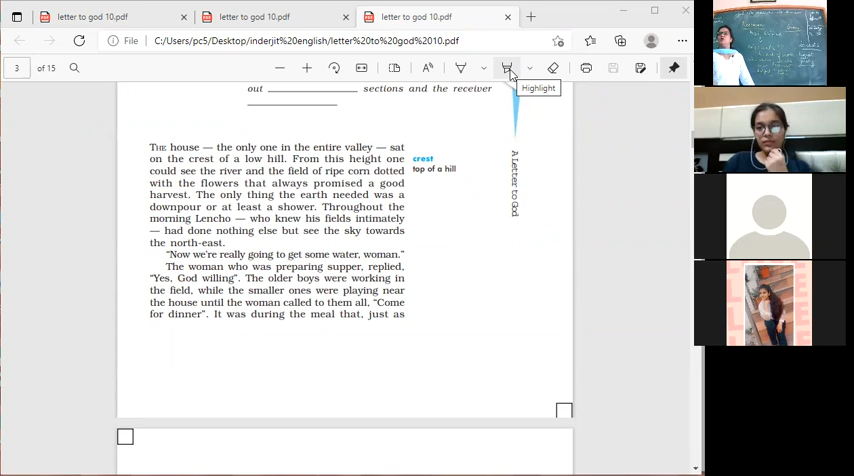 letter to god 10.pdf
letter to god 10.pdf
letter to god 10.pdf
File
C:/Users/pc5/Desktop/inderjit%20english/letter%20to%20god%2010.pdf
3 of 15
Highlight
out ____________ sections and the receiver
____________
THE house — the only one in the entire valley — sat
on the crest of a low hill. From this height one
could see the river and the field of ripe corn dotted
with the flowers that always promised a good
harvest. The only thing the earth needed was a
downpour or at least a shower. Throughout the
morning Lencho — who knew his fields intimately
— had done nothing else but see the sky towards
the north-east.
“Now we’re really going to get some water, woman.”
The woman who was preparing supper, replied,
“Yes, God willing”. The older boys were working in
the field, while the smaller ones were playing near
the house until the woman called to them all, “Come
for dinner”. It was during the meal that, just as
crest
top of a hill
A Letter to God